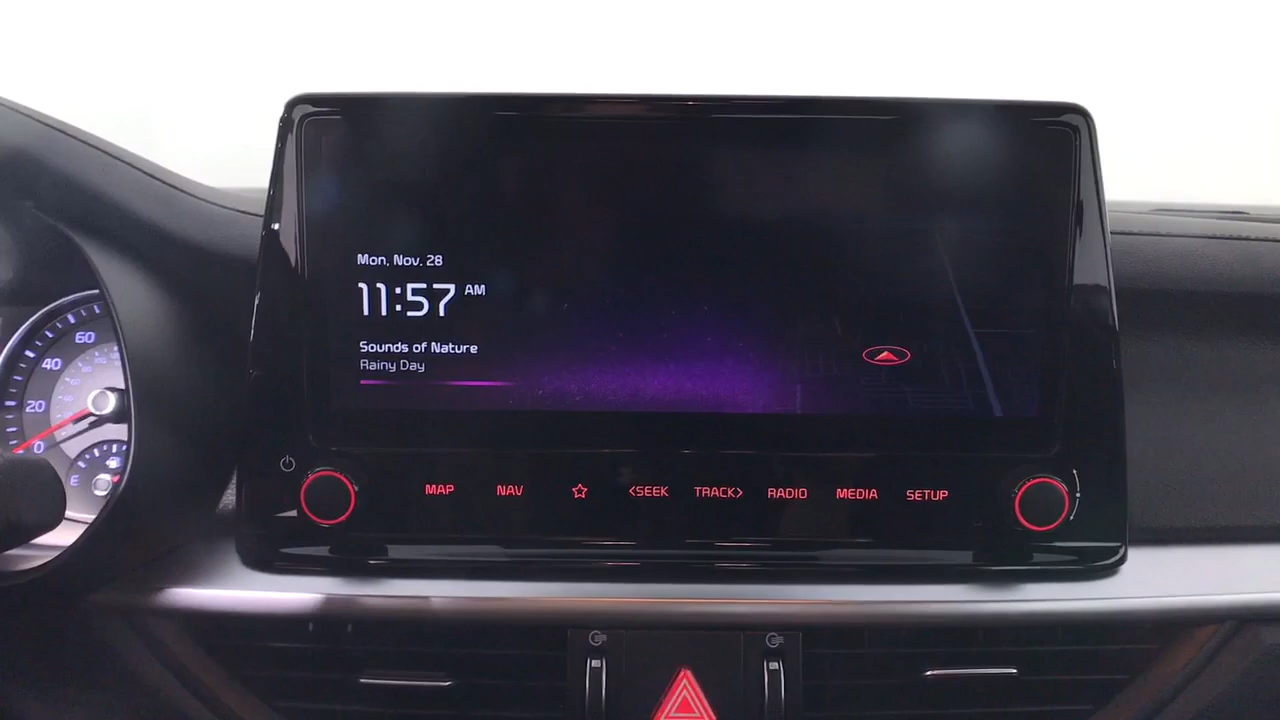 Mon, Nov. 28
11:57 AM
Sounds of Nature
Rainy Day
MAP NAV <SEEK TRACK> RADIO MEDIA SETUP
60
40
20
0
E